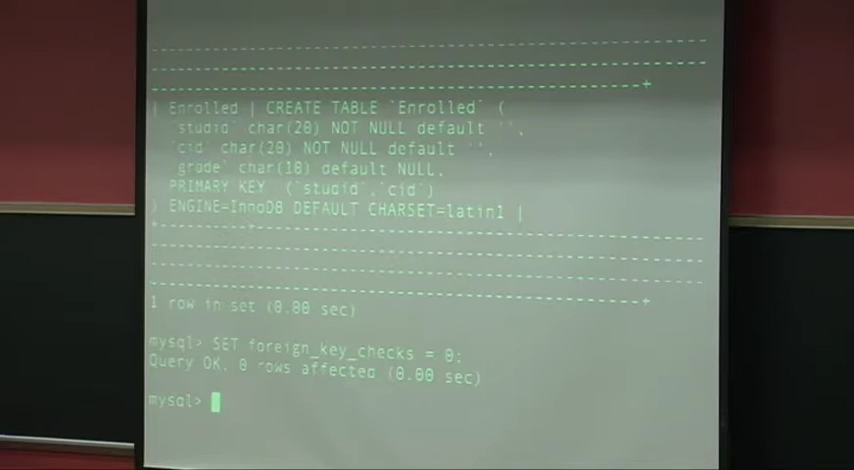 --------------------------------------------------------------------------------
--------------------------------------------------------------------------------
-----------------------------------------------------------------------+
| Enrolled | CREATE TABLE `Enrolled` (
`studid` char(20) NOT NULL default '',
`cid` char(20) NOT NULL default '',
`grade` char(10) default NULL,
PRIMARY KEY (`studid`,`cid`)
) ENGINE=InnoDB DEFAULT CHARSET=latin1 |
+----------+--------------------------------------------------------------------
--------------------------------------------------------------------------------
--------------------------------------------------------------------------------
-----------------------------------------------------------------------+
1 row in set (0.00 sec)
mysql> SET foreign_key_checks = 0;
Query OK, 0 rows affected (0.00 sec)
mysql>